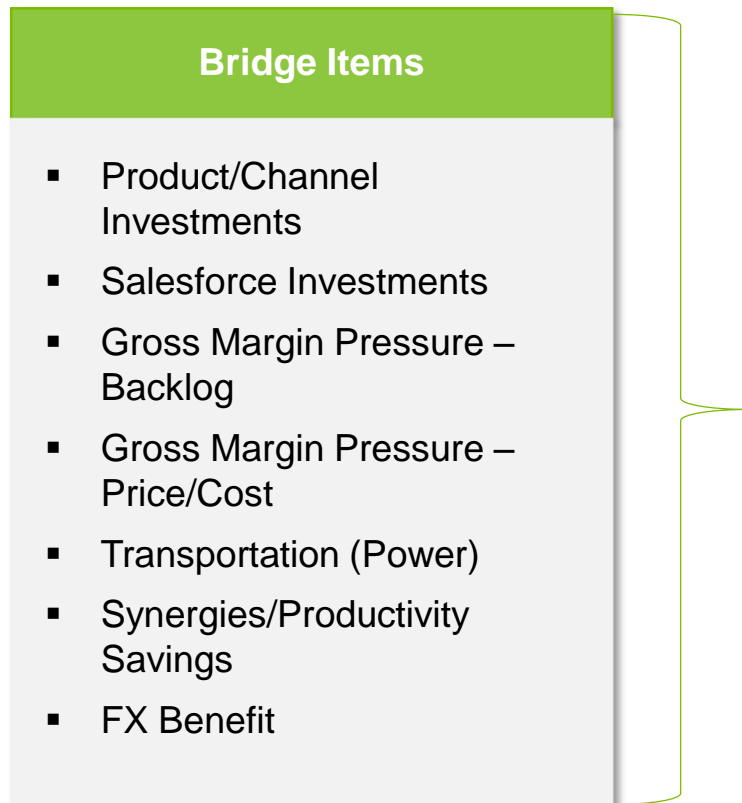 Bridge Items
▪ Product/Channel
Investments
▪ Salesforce Investments
▪ Gross Margin Pressure –
Backlog
▪ Gross Margin Pressure –
Price/Cost
▪ Transportation (Power)
▪ Synergies/Productivity
Savings
▪ FX Benefit